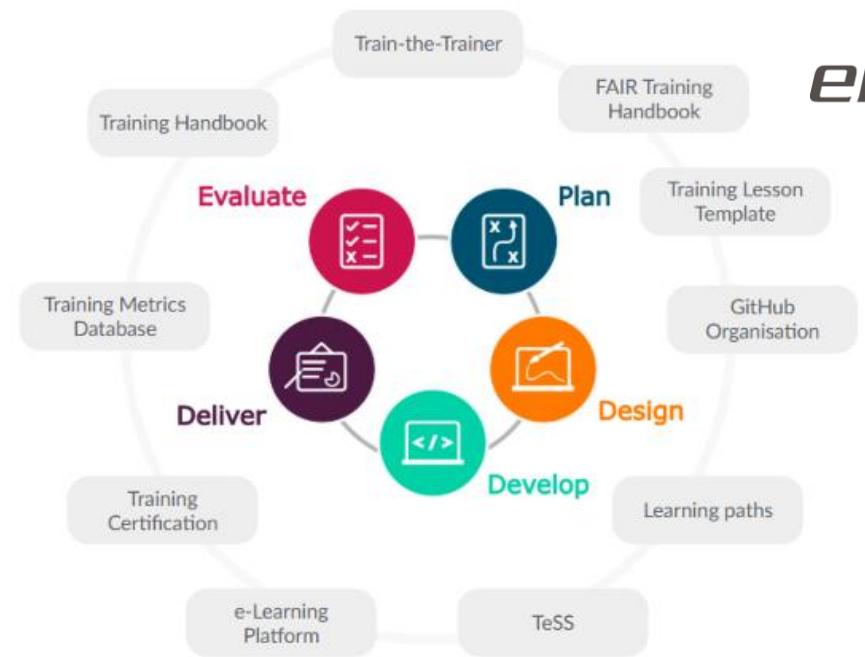 Train-the-Trainer
FAIR Training
Handbook
Training Handbook
Training Lesson
Template
Evaluate
Plan
Training Metrics
Database
GitHub
Organisation
Deliver
Design
</>
Develop
Training
Certification
Learning paths
e-Learning
Platform
TeSS